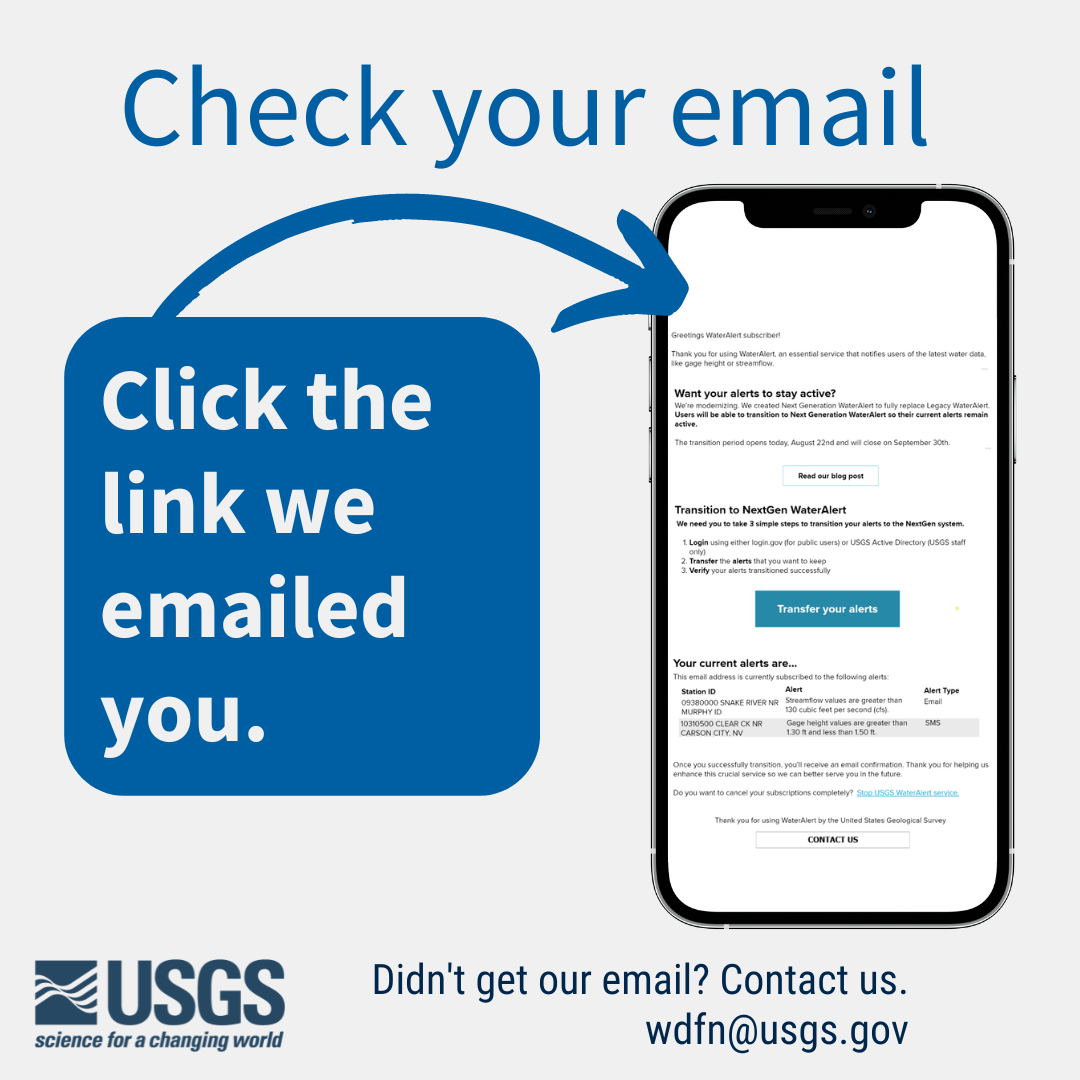 Check your email
Click the
link we
emailed
you.
Greetings WaterAlert subscriber!
Thank you for using WaterAlert, an essential service that notifies users of the latest water data,
like gage height or streamflow.
Want your alerts to stay active?
We're modernizing. We created Next Generation WaterAlert to fully replace Legacy WaterAlert.
Users will be able to transition to Next Generation WaterAlert so their current alerts remain
active.
The transition period opens today, August 22nd and will close on September 30th.
Read our blog post
Transition to NextGen WaterAlert
We need you to take 3 simple steps to transition your alerts to the NextGen system.
1. Login using either login.gov (for public users) or USGS Active Directory (USGS staff
only)
2. Transfer the alerts that you want to keep
3. Verify your alerts transitioned successfully
Transfer your alerts
Your current alerts are...
This email address is currently subscribed to the following alerts:
Station ID Alert Alert Type
09380000 SNAKE RIVER NR Streamflow values are greater than Email
MURPHY ID 130 cubic feet per second (cfs).
10310500 CLEAR CK NR Gage height values are greater than SMS
CARSON CITY, NV 1.30 ft and less than 1.50 ft.
Once you successfully transition, you'll receive an email confirmation. Thank you for helping us
enhance this crucial service so we can better serve you in the future.
Do you want to cancel your subscriptions completely? Stop USGS WaterAlert service.
Thank you for using WaterAlert by the United States Geological Survey
CONTACT US
USGS
science for a changing world
Didn't get our email? Contact us.
wdfn@usgs.gov